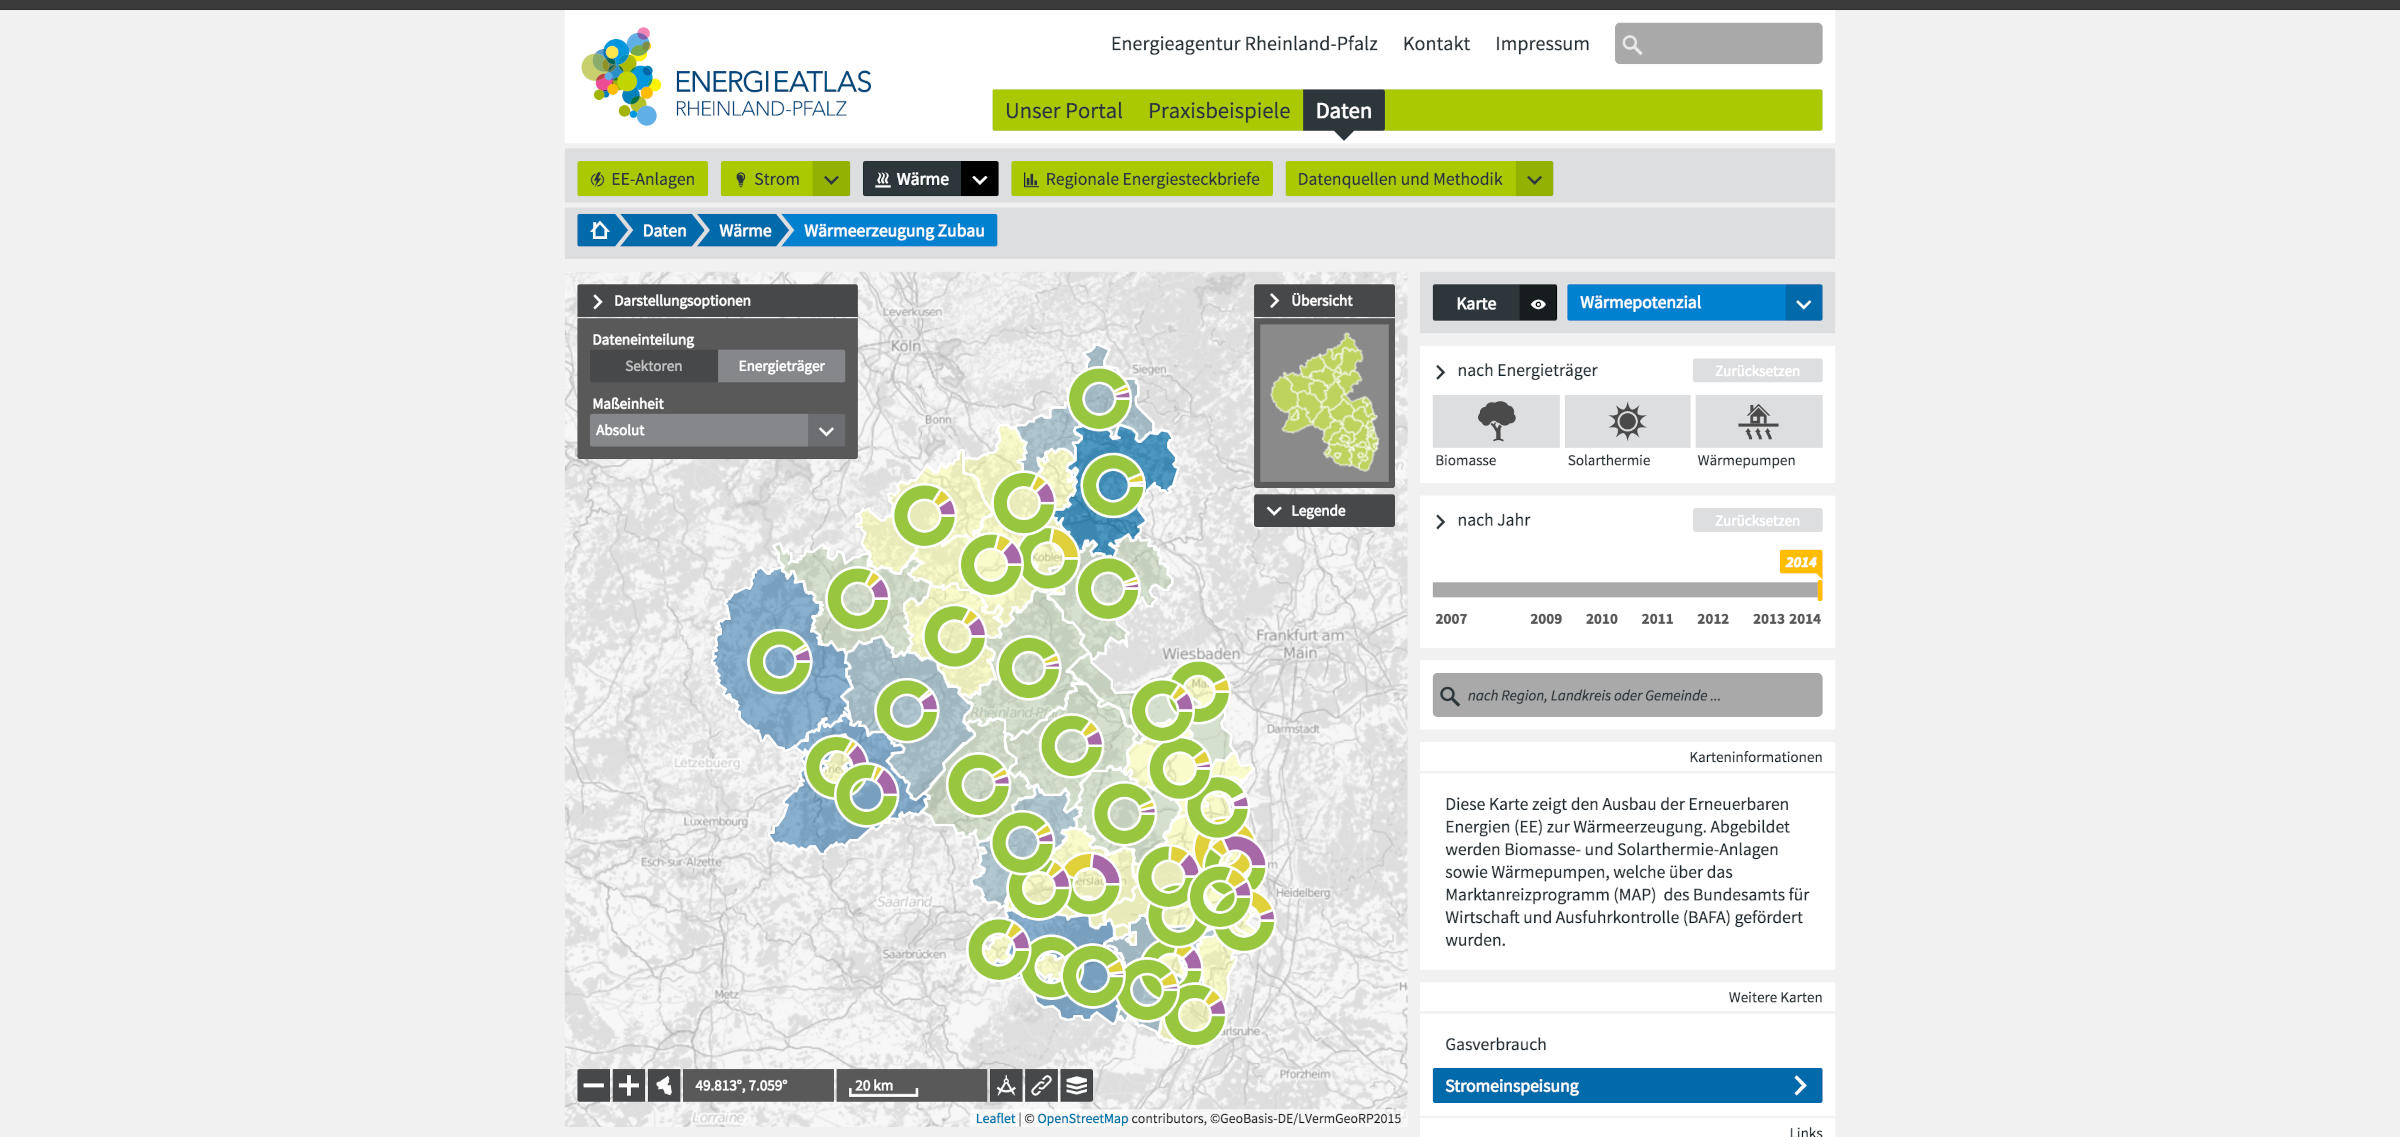 Energieagentur Rheinland-Pfalz Kontakt Impressum
ENERGIEATLAS
RHEINLAND-PFALZ
Unser Portal Praxisbeispiele Daten
EE-Anlagen Strom Wärme Regionale Energiesteckbriefe Datenquellen und Methodik
Daten Wärme Wärmeerzeugung Zubau
Darstellungsoptionen
Dateneinteilung
Sektoren Energieträger
Maßeinheit
Absolut
Übersicht
Legende
Leverkusen
Köln
Siegen
Bonn
Wiesbaden
Frankfurt am
Main
Rheinland-Pf
Darmstadt
Lëtzebuerg
Luxembourg
Esch-sur-Alzette
Heidelberg
Saarland
Saarbrücken
Metz
Pforzheim
Lorraine
49.813°, 7.059° 20 km
Leaflet | © OpenStreetMap contributors, ©GeoBasis-DE/LVermGeoRP2015
Karte Wärmepotenzial
nach Energieträger Zurücksetzen
Biomasse Solarthermie Wärmepumpen
nach Jahr Zurücksetzen
2014
2007 2009 2010 2011 2012 2013 2014
nach Region, Landkreis oder Gemeinde ...
Karteninformationen
Diese Karte zeigt den Ausbau der Erneuerbaren
Energien (EE) zur Wärmeerzeugung. Abgebildet
werden Biomasse- und Solarthermie-Anlagen
sowie Wärmepumpen, welche über das
Marktanreizprogramm (MAP) des Bundesamts für
Wirtschaft und Ausfuhrkontrolle (BAFA) gefördert
wurden.
Weitere Karten
Gasverbrauch
Stromeinspeisung
Links